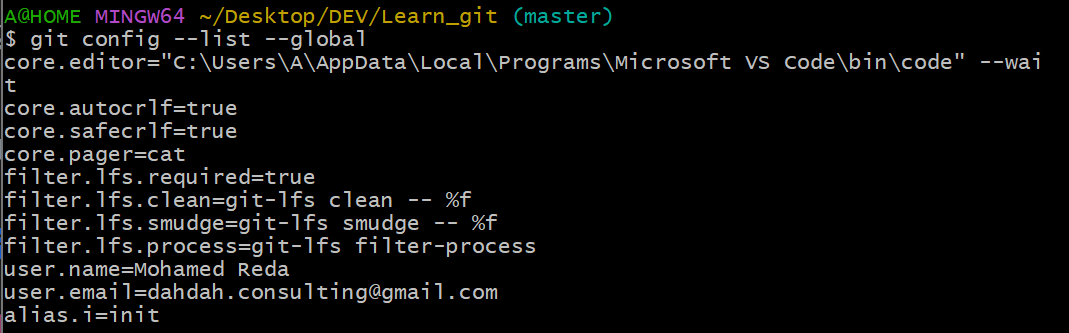 A@HOME MINGW64 ~/Desktop/DEV/Learn_git (master)
$ git config --list --global
core.editor="C:\Users\A\AppData\Local\Programs\Microsoft VS Code\bin\code" --wai
t
core.autocrlf=true
core.safecrlf=true
core.pager=cat
filter.lfs.required=true
filter.lfs.clean=git-lfs clean -- %f
filter.lfs.smudge=git-lfs smudge -- %f
filter.lfs.process=git-lfs filter-process
user.name=Mohamed Reda
user.email=dahdah.consulting@gmail.com
alias.i=init